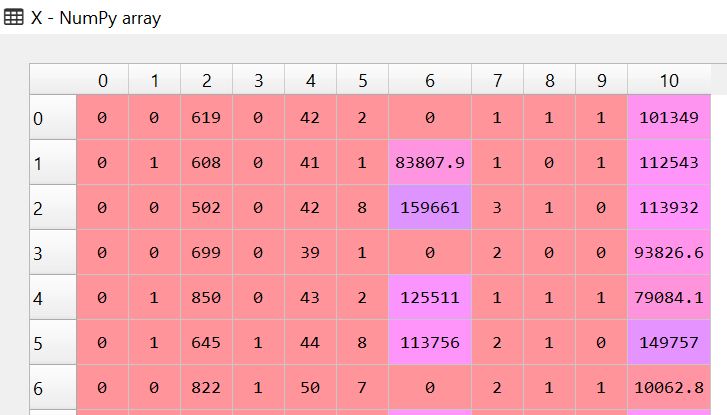 X - NumPy array
0 1 2 3 4 5 6 7 8 9 10
0 0 0 619 0 42 2 0 1 1 1 101349
1 0 1 608 0 41 1 83807.9 1 0 1 112543
2 0 0 502 0 42 8 159661 3 1 0 113932
3 0 0 699 0 39 1 0 2 0 0 93826.6
4 0 1 850 0 43 2 125511 1 1 1 79084.1
5 0 1 645 1 44 8 113756 2 1 0 149757
6 0 0 822 1 50 7 0 2 1 1 10062.8